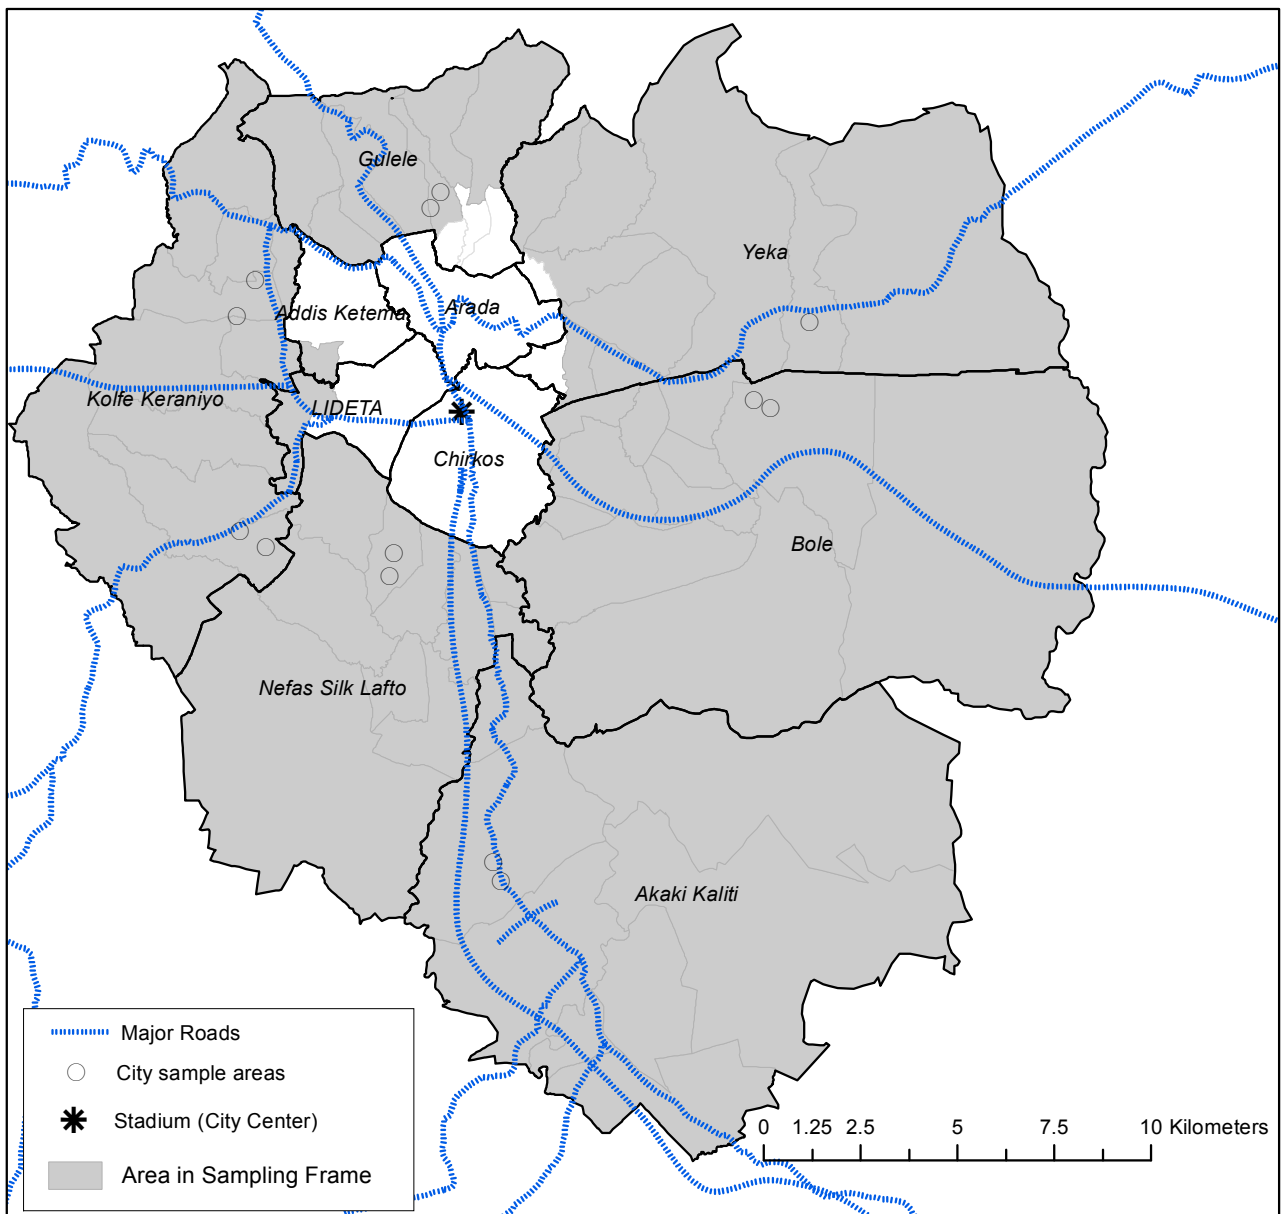 Gulele
Yeka
Addis Ketema
Arada
Kolfe Keraniyo
LIDETA
Chirkos
Bole
Nefas Silk Lafto
Akaki Kaliti
Major Roads
City sample areas
Stadium (City Center)
Area in Sampling Frame
0 1.25 2.5 5 7.5 10 Kilometers